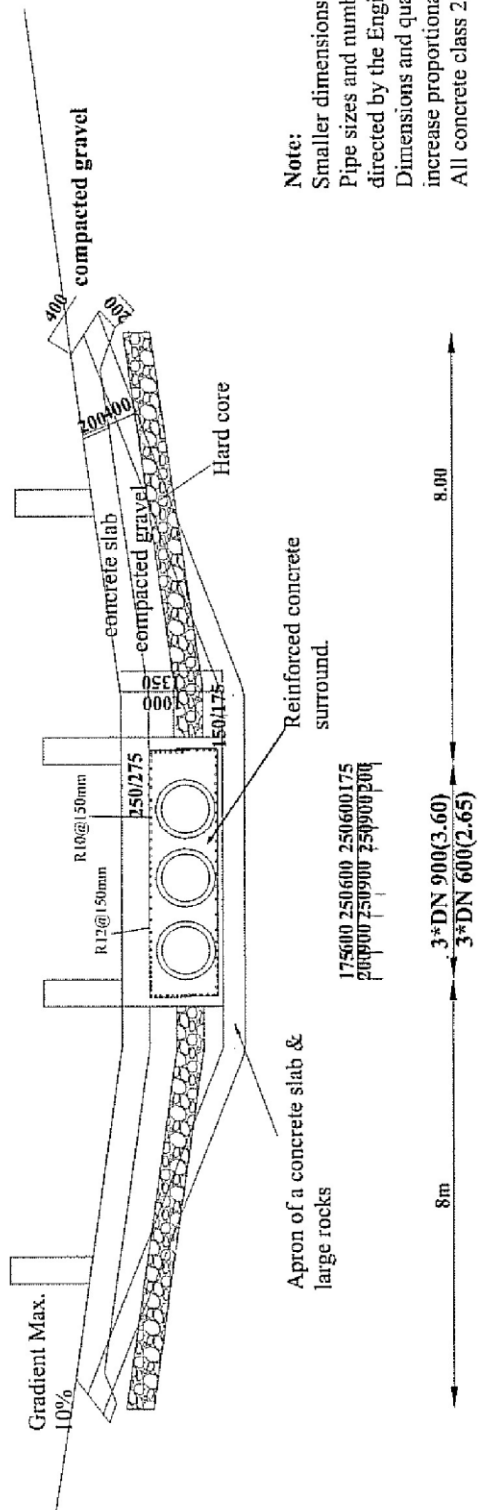 Gradient Max.
10%
R12@150mm
R10@150mm
250/275
1000
1350
150/175
concrete slab
compacted gravel
200
400
400
200
compacted gravel
Hard core
Reinforced concrete
surround.
Apron of a concrete slab &
large rocks
175600 250600 250600175
200900 250900 250900200
8m
3*DN 900(3.60)
3*DN 600(2.65)
8.00
Note:
Smaller dimensions
Pipe sizes and numb
directed by the Engi
Dimensions and qua
increase proportiona
All concrete class 2